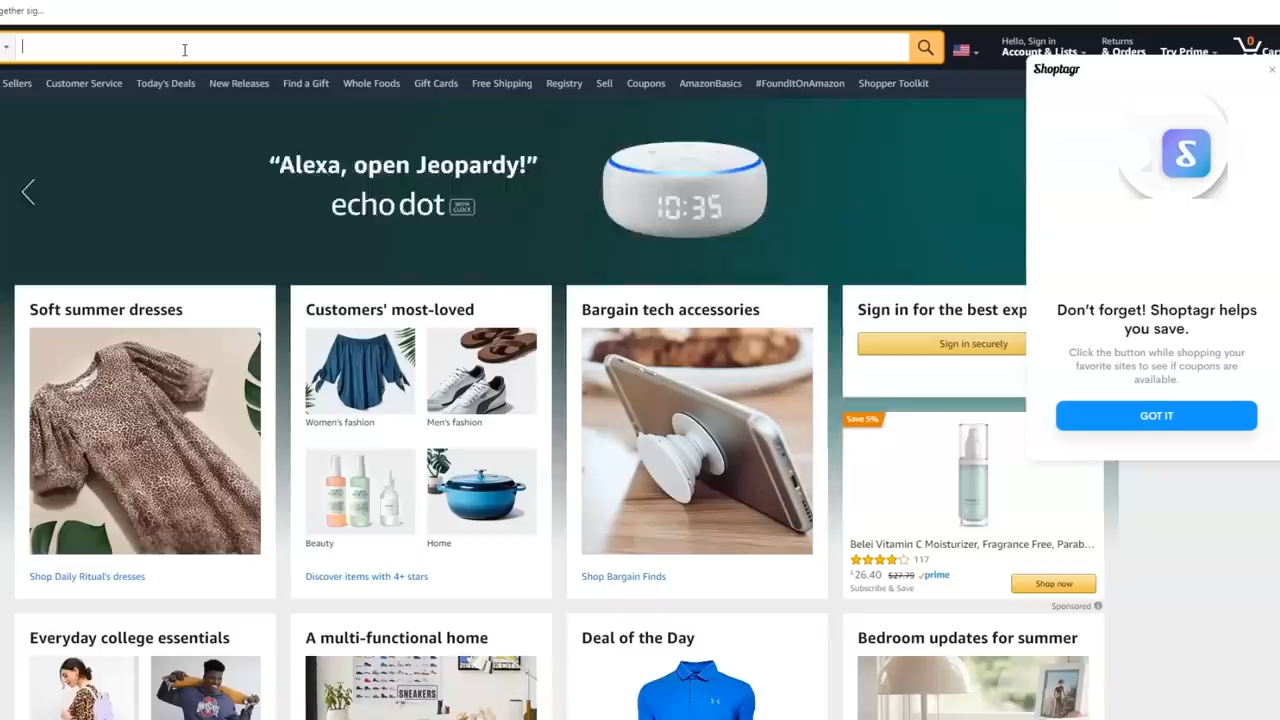 gether sig...
Hello, Sign in
Account & Lists
Returns
& Orders
Try Prime
0
Car
Sellers
Customer Service
Today's Deals
New Releases
Find a Gift
Whole Foods
Gift Cards
Free Shipping
Registry
Sell
Coupons
AmazonBasics
#FounditOnAmazon
Shopper Toolkit
Shoptagr
“Alexa, open Jeopardy!”
echo dot WITH CLOCK
10:35
Soft summer dresses
Shop Daily Ritual's dresses
Customers' most-loved
Women's fashion
Men's fashion
Beauty
Home
Discover items with 4+ stars
Bargain tech accessories
Shop Bargain Finds
Sign in for the best exp
Sign in securely
Don't forget! Shoptagr helps
you save.
Click the button while shopping your
favorite sites to see if coupons are
available.
GOT IT
Save 5%
Belei Vitamin C Moisturizer, Fragrance Free, Parab...
117
$26.40 $27.79 prime
Subscribe & Save
Shop now
Sponsored
Everyday college essentials
A multi-functional home
SNEAKERS
Deal of the Day
Bedroom updates for summer